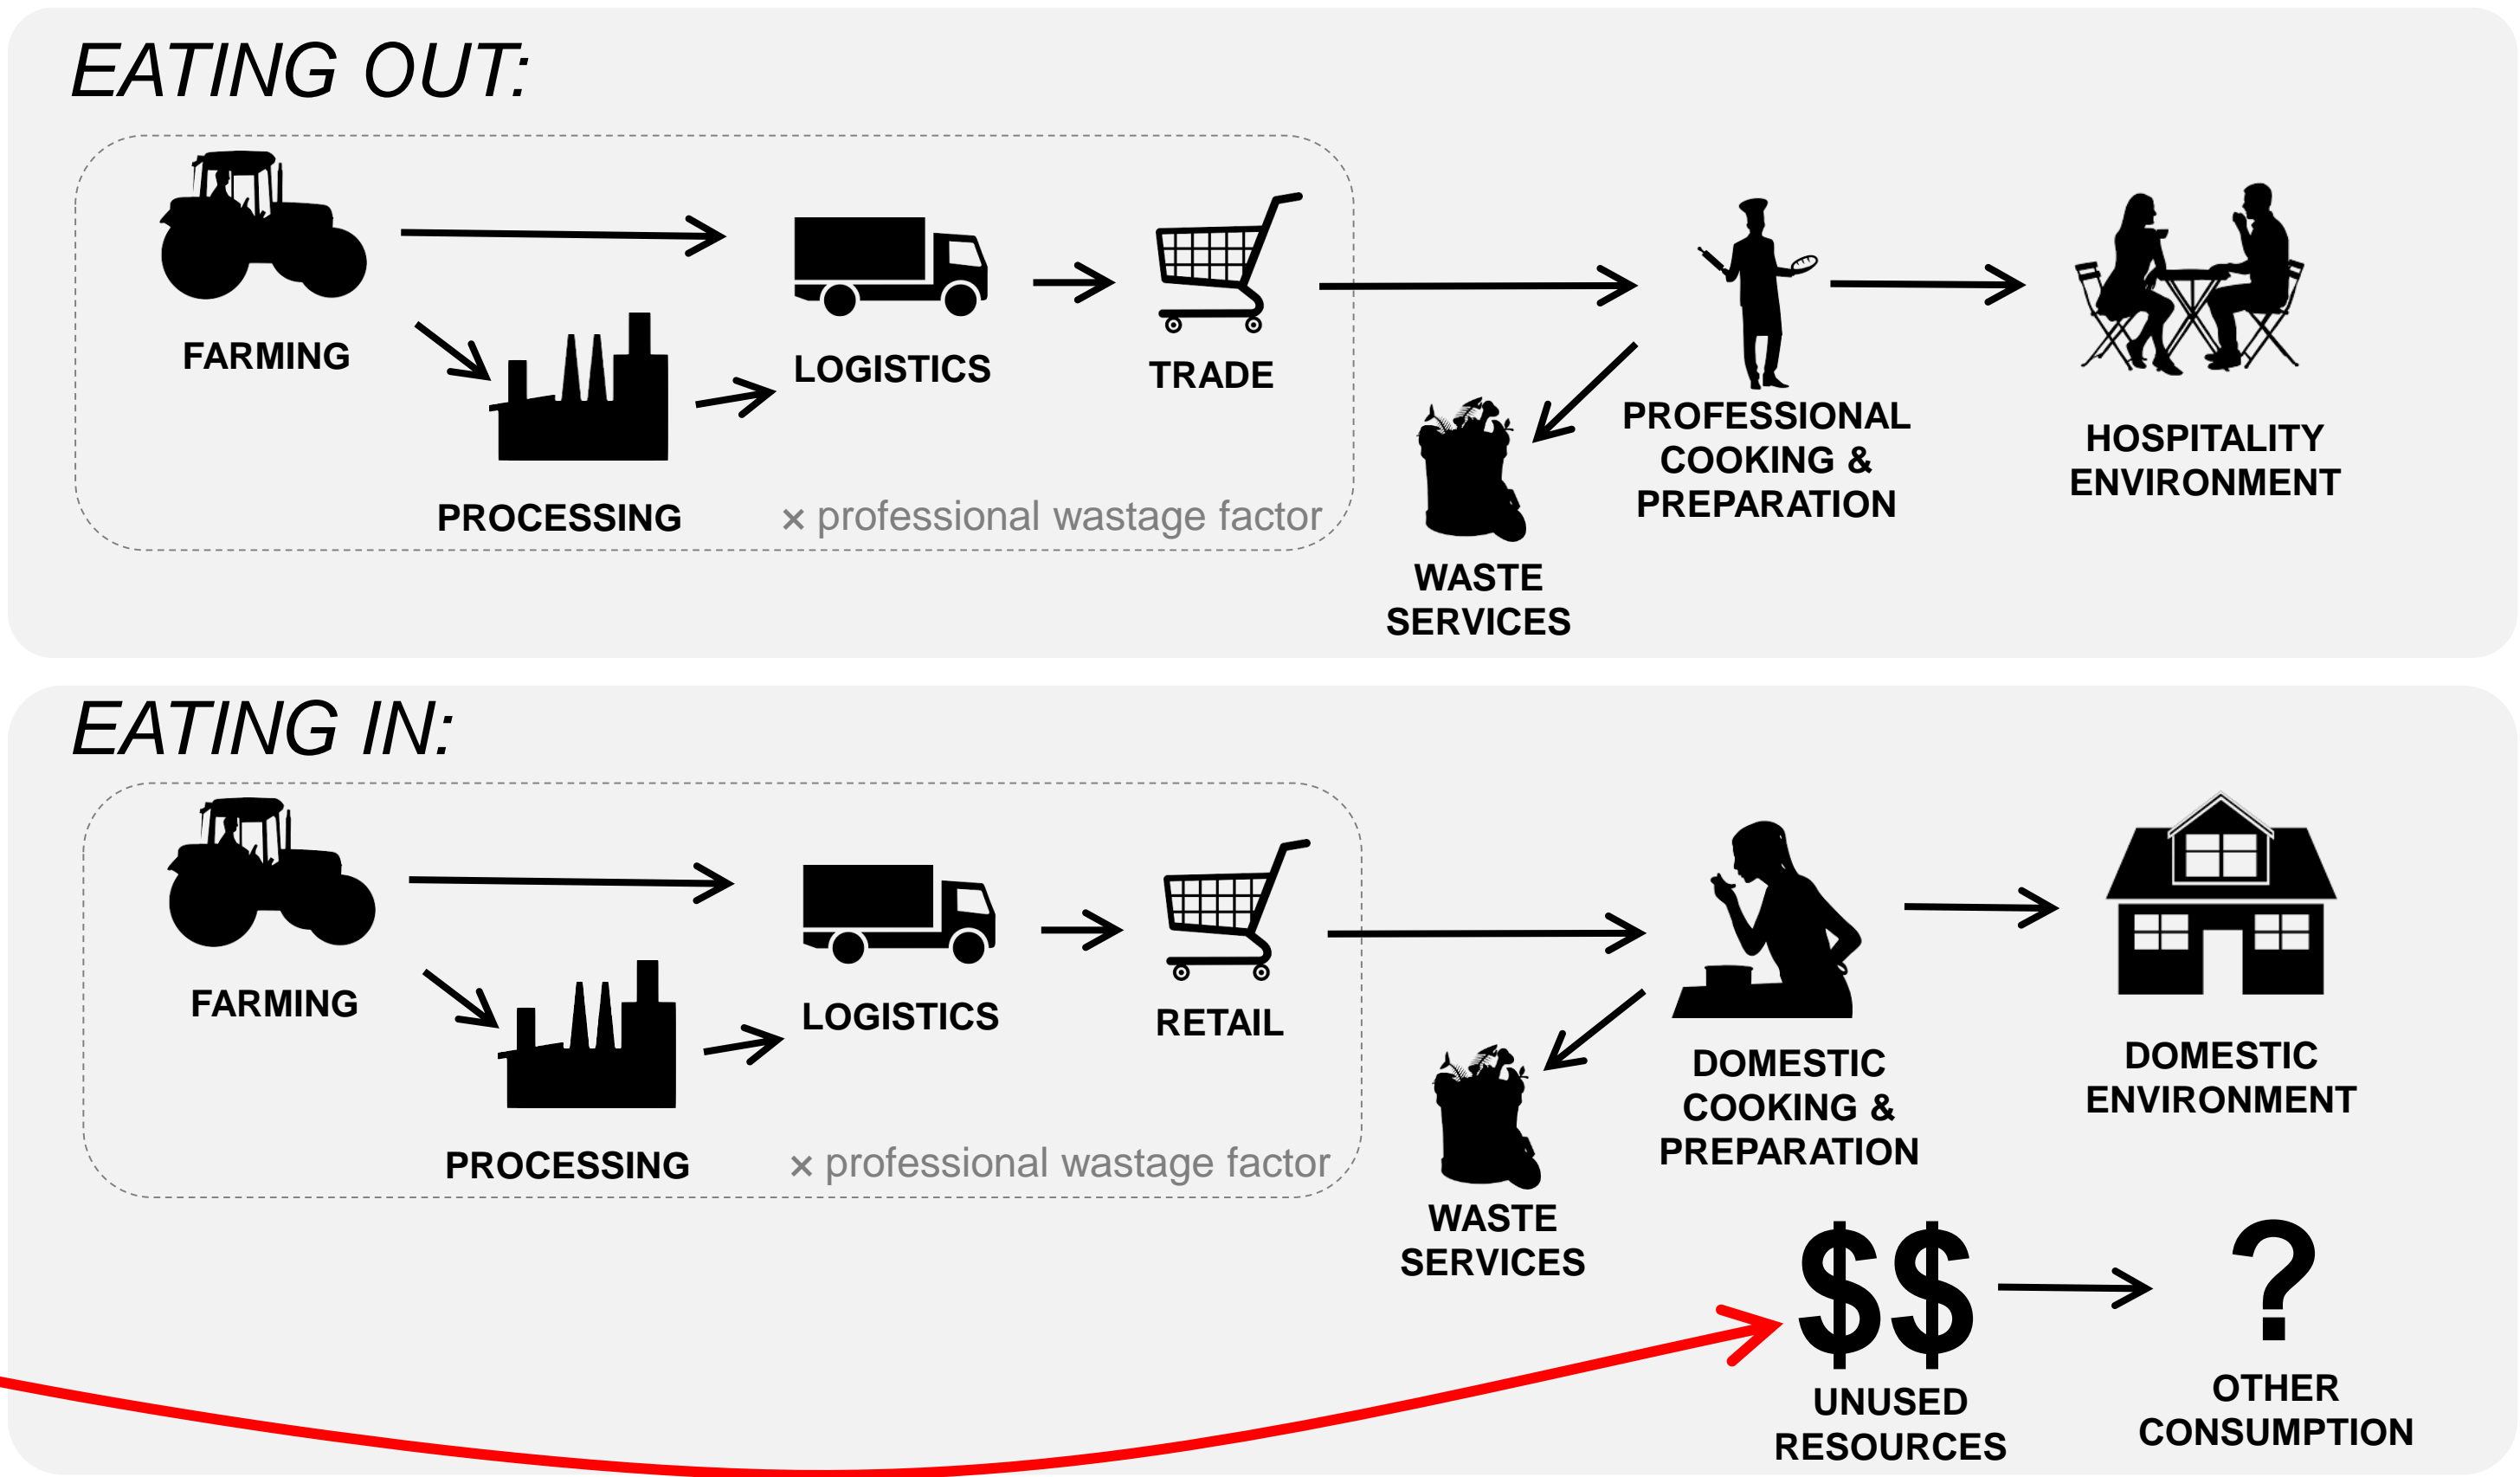 EATING OUT:
FARMING
PROCESSING
LOGISTICS
TRADE
× professional wastage factor
WASTE
SERVICES
PROFESSIONAL
COOKING &
PREPARATION
HOSPITALITY
ENVIRONMENT
EATING IN:
FARMING
PROCESSING
LOGISTICS
RETAIL
× professional wastage factor
WASTE
SERVICES
DOMESTIC
COOKING &
PREPARATION
DOMESTIC
ENVIRONMENT
$$
UNUSED
RESOURCES
?
OTHER
CONSUMPTION